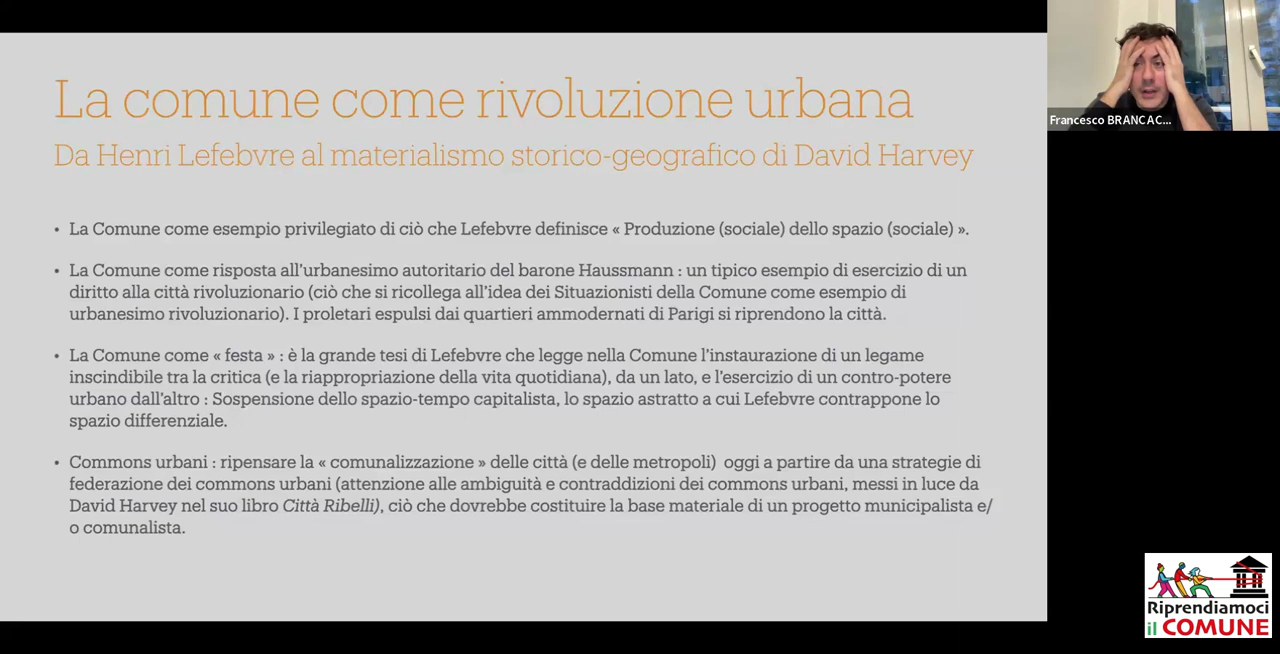 La comune come rivoluzione urbana
Da Henri Lefebvre al materialismo storico-geografico di David Harvey
• La Comune come esempio privilegiato di ciò che Lefebvre definisce « Produzione (sociale) dello spazio (sociale) ».
• La Comune come risposta all’urbanesimo autoritario del barone Haussmann : un tipico esempio di esercizio di un
diritto alla città rivoluzionario (ciò che si ricollega all’idea dei Situazionisti della Comune come esempio di
urbanesimo rivoluzionario). I proletari espulsi dai quartieri ammodernati di Parigi si riprendono la città.
• La Comune come « festa » : è la grande tesi di Lefebvre che legge nella Comune l’instaurazione di un legame
inscindibile tra la critica (e la riappropriazione della vita quotidiana), da un lato, e l’esercizio di un contro-potere
urbano dall’altro : Sospensione dello spazio-tempo capitalista, lo spazio astratto a cui Lefebvre contrappone lo
spazio differenziale.
• Commons urbani : ripensare la « comunalizzazione » delle città (e delle metropoli) oggi a partire da una strategie di
federazione dei commons urbani (attenzione alle ambiguità e contraddizioni dei commons urbani, messi in luce da
David Harvey nel suo libro Città Ribelli), ciò che dovrebbe costituire la base materiale di un progetto municipalista e/
o comunalista.
Francesco BRANCAC...
Riprendiamoci
il COMUNE